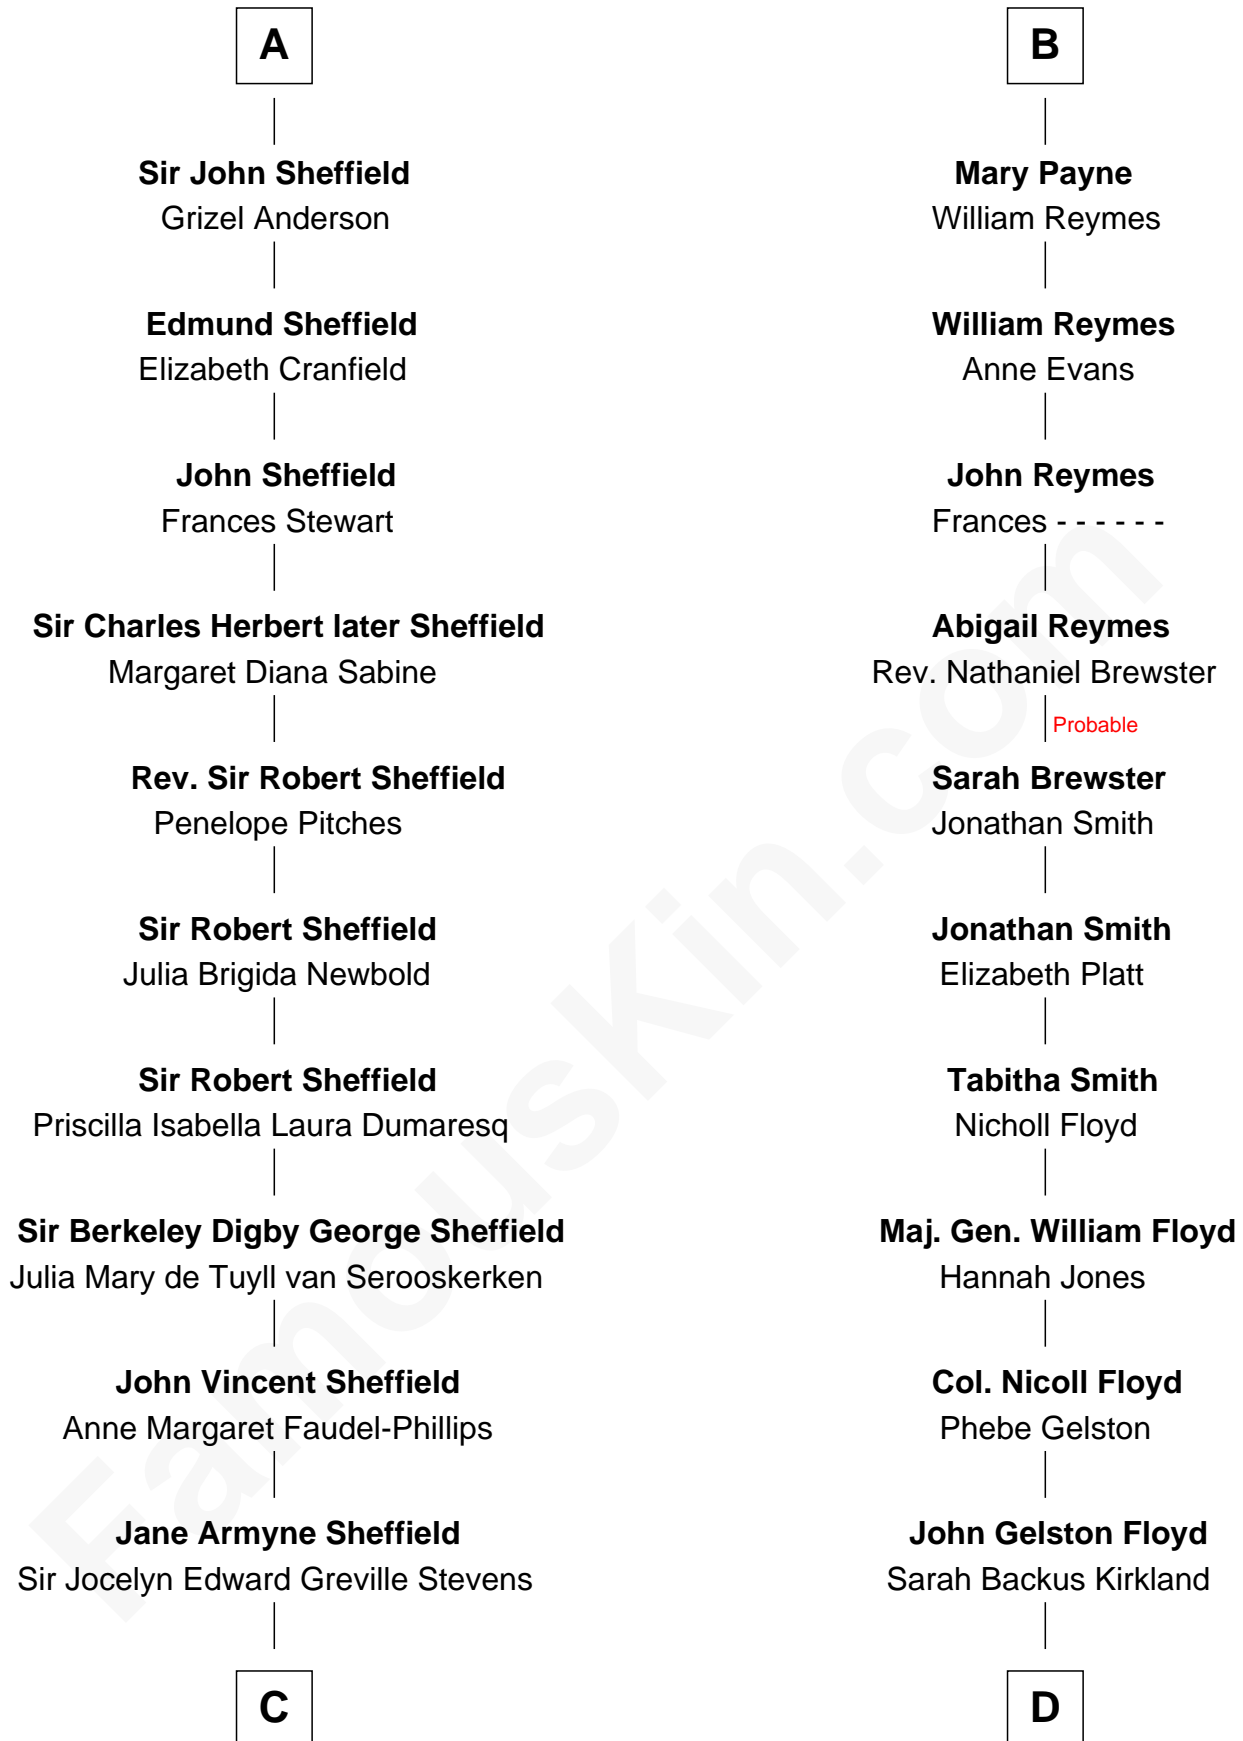 A
Sir John Sheffield
Grizel Anderson
Edmund Sheffield
Elizabeth Cranfield
John Sheffield
Frances Stewart
Sir Charles Herbert later Sheffield
Margaret Diana Sabine
Rev. Sir Robert Sheffield
Penelope Pitches
Sir Robert Sheffield
Julia Brigida Newbold
Sir Robert Sheffield
Priscilla Isabella Laura Dumaresq
Sir Berkeley Digby George Sheffield
Julia Mary de Tuyll van Serooskerken
John Vincent Sheffield
Anne Margaret Faudel-Phillips
Jane Armyne Sheffield
Sir Jocelyn Edward Greville Stevens
C
B
Mary Payne
William Reymes
William Reymes
Anne Evans
John Reymes
Frances - - - - - -
Abigail Reymes
Rev. Nathaniel Brewster
Probable
Sarah Brewster
Jonathan Smith
Jonathan Smith
Elizabeth Platt
Tabitha Smith
Nicholl Floyd
Maj. Gen. William Floyd
Hannah Jones
Col. Nicoll Floyd
Phebe Gelston
John Gelston Floyd
Sarah Backus Kirkland
D
FamousKin.com